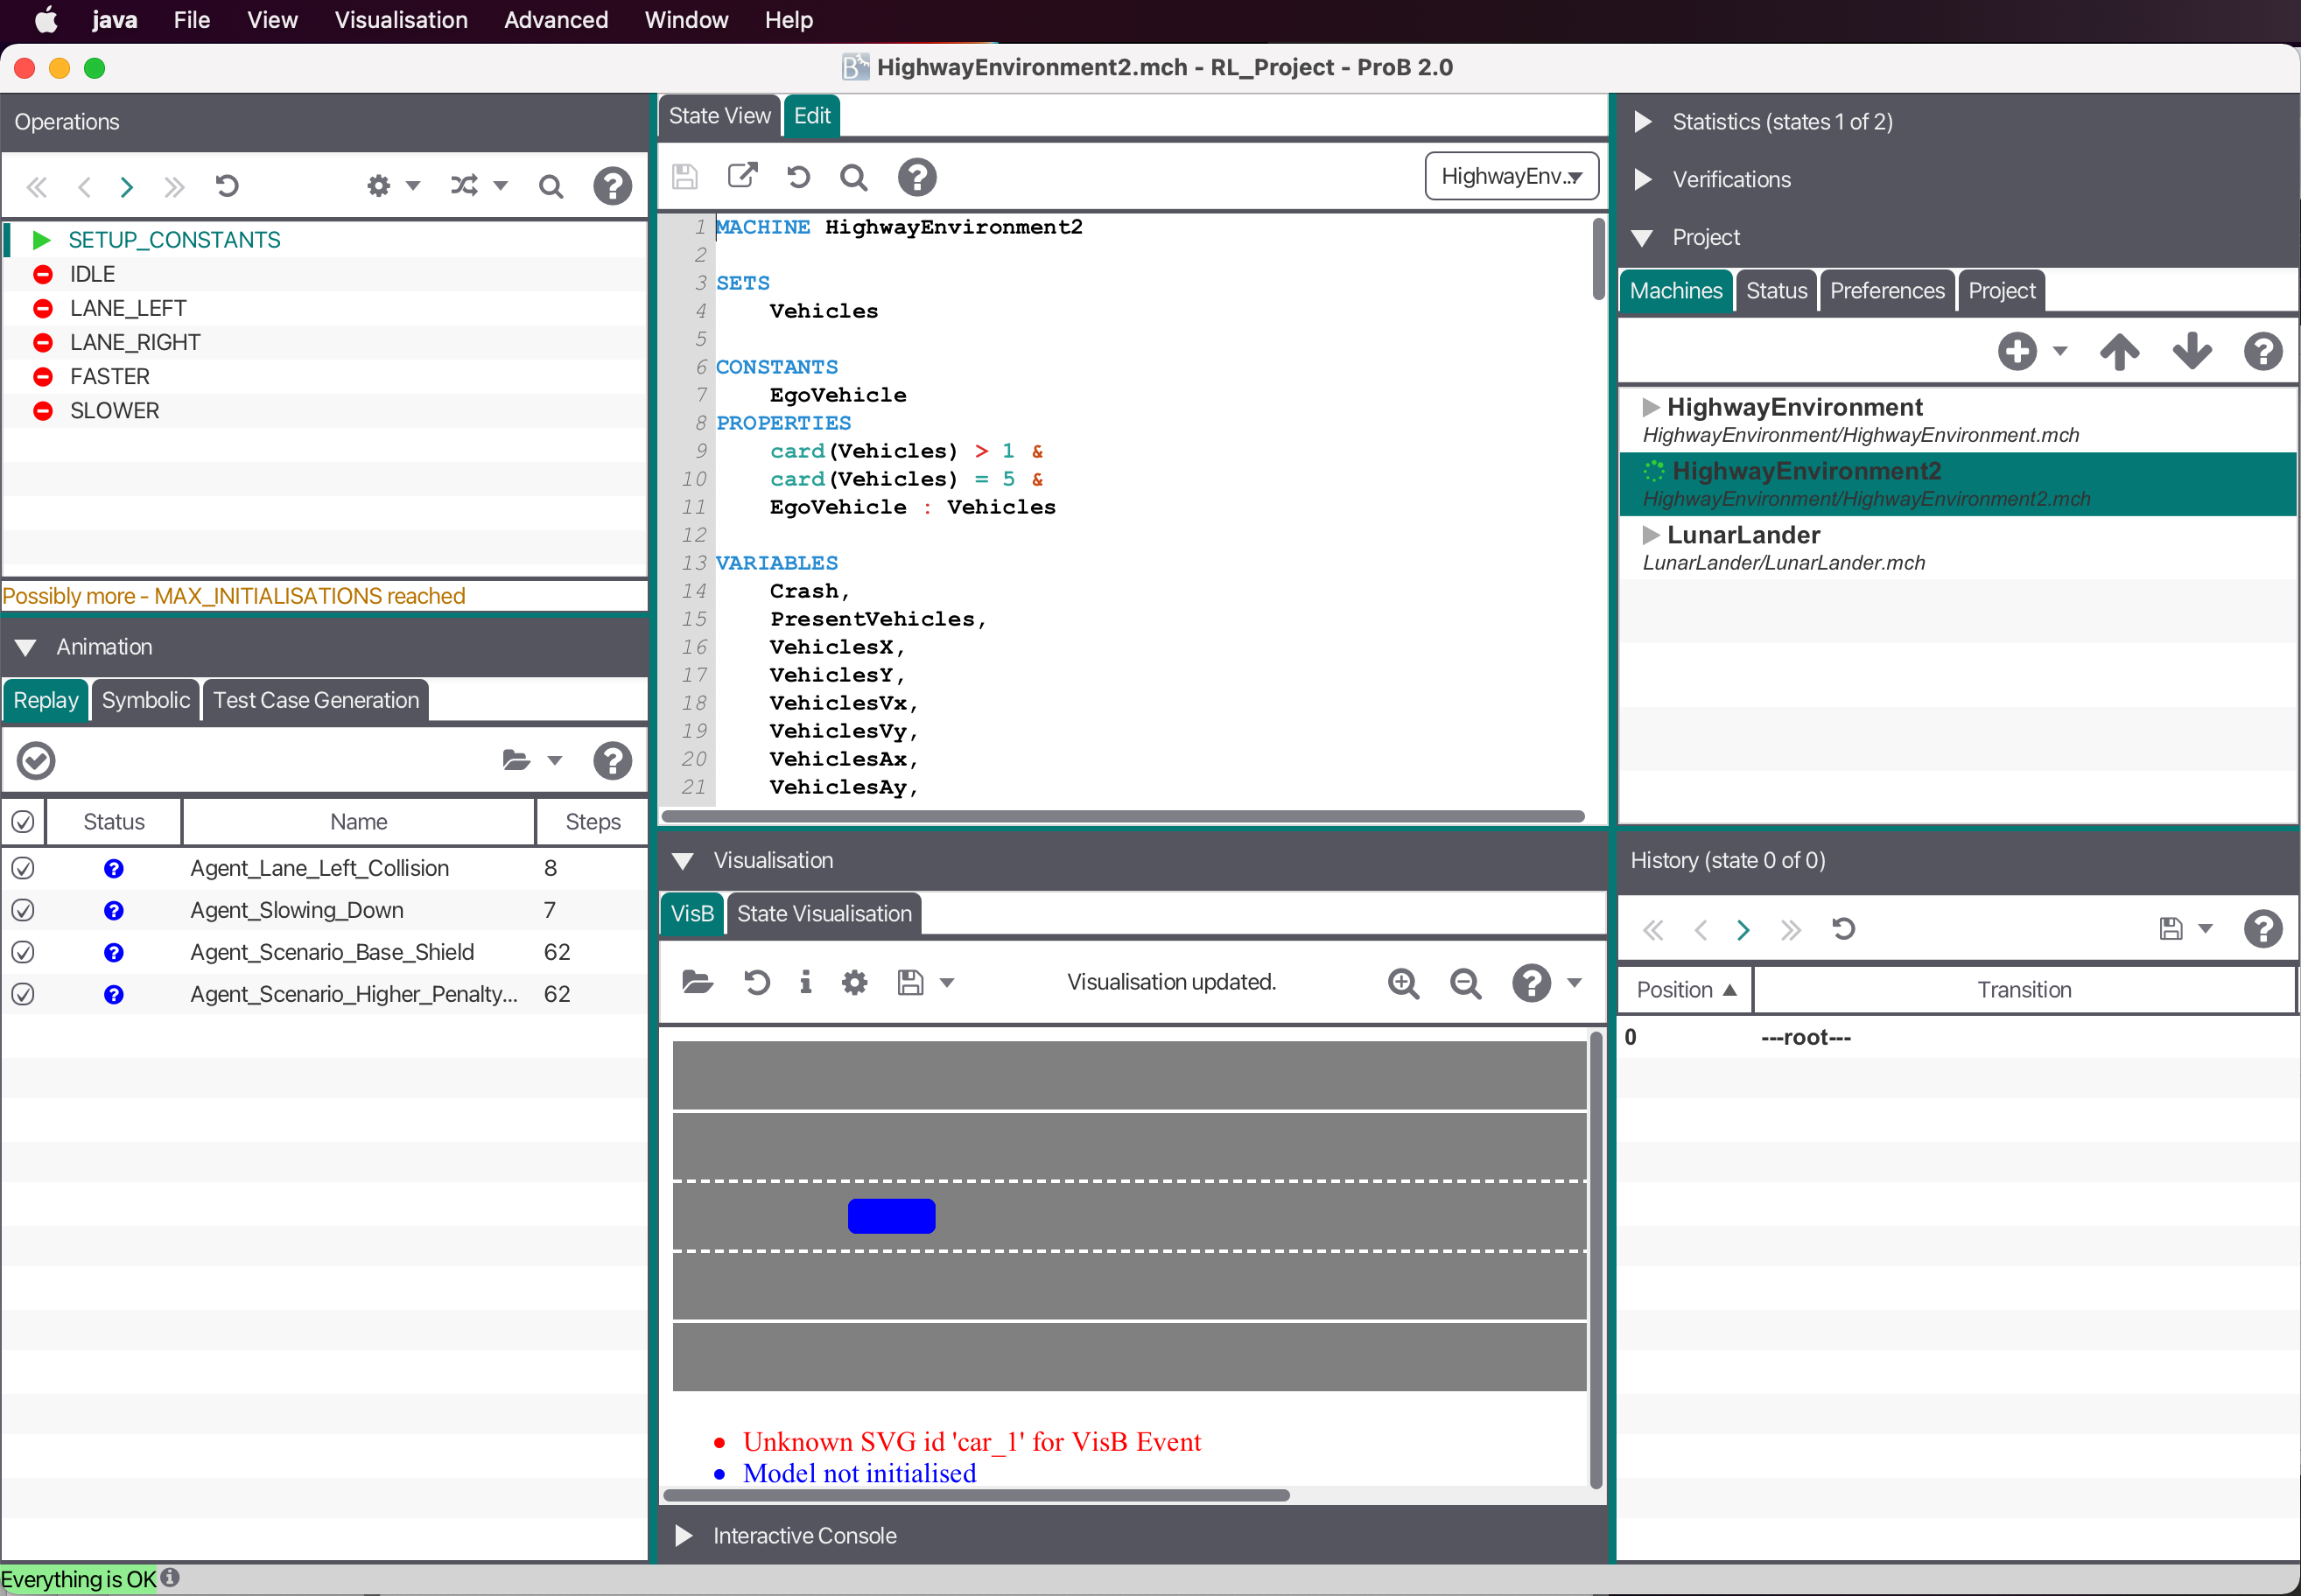 java File View Visualisation Advanced Window Help
HighwayEnvironment2.mch - RL_Project - ProB 2.0
Operations
SETUP_CONSTANTS
IDLE
LANE_LEFT
LANE_RIGHT
FASTER
SLOWER
Possibly more - MAX_INITIALISATIONS reached
Animation
Replay Symbolic Test Case Generation
Status Name Steps
Agent_Lane_Left_Collision 8
Agent_Slowing_Down 7
Agent_Scenario_Base_Shield 62
Agent_Scenario_Higher_Penalty... 62
State View Edit
HighwayEnv...
1 MACHINE HighwayEnvironment2
2
3 SETS
4 Vehicles
5
6 CONSTANTS
7 EgoVehicle
8 PROPERTIES
9 card(Vehicles) > 1 &
10 card(Vehicles) = 5 &
11 EgoVehicle : Vehicles
12
13 VARIABLES
14 Crash,
15 PresentVehicles,
16 VehiclesX,
17 VehiclesY,
18 VehiclesVx,
19 VehiclesVy,
20 VehiclesAx,
21 VehiclesAy,
Visualisation
VisB State Visualisation
Visualisation updated.
Unknown SVG id 'car_1' for VisB Event
Model not initialised
Interactive Console
Statistics (states 1 of 2)
Verifications
Project
Machines Status Preferences Project
HighwayEnvironment
HighwayEnvironment/HighwayEnvironment.mch
HighwayEnvironment2
HighwayEnvironment/HighwayEnvironment2.mch
LunarLander
LunarLander/LunarLander.mch
History (state 0 of 0)
Position Transition
0 ---root---
Everything is OK